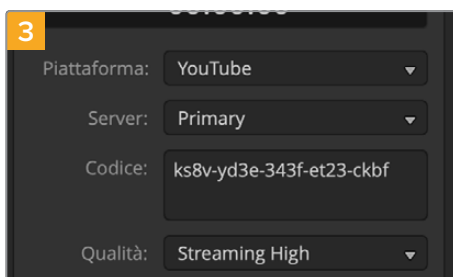 3
Piattaforma: YouTube
Server: Primary
Codice: ks8v-yd3e-343f-et23-ckbf
Qualità: Streaming High